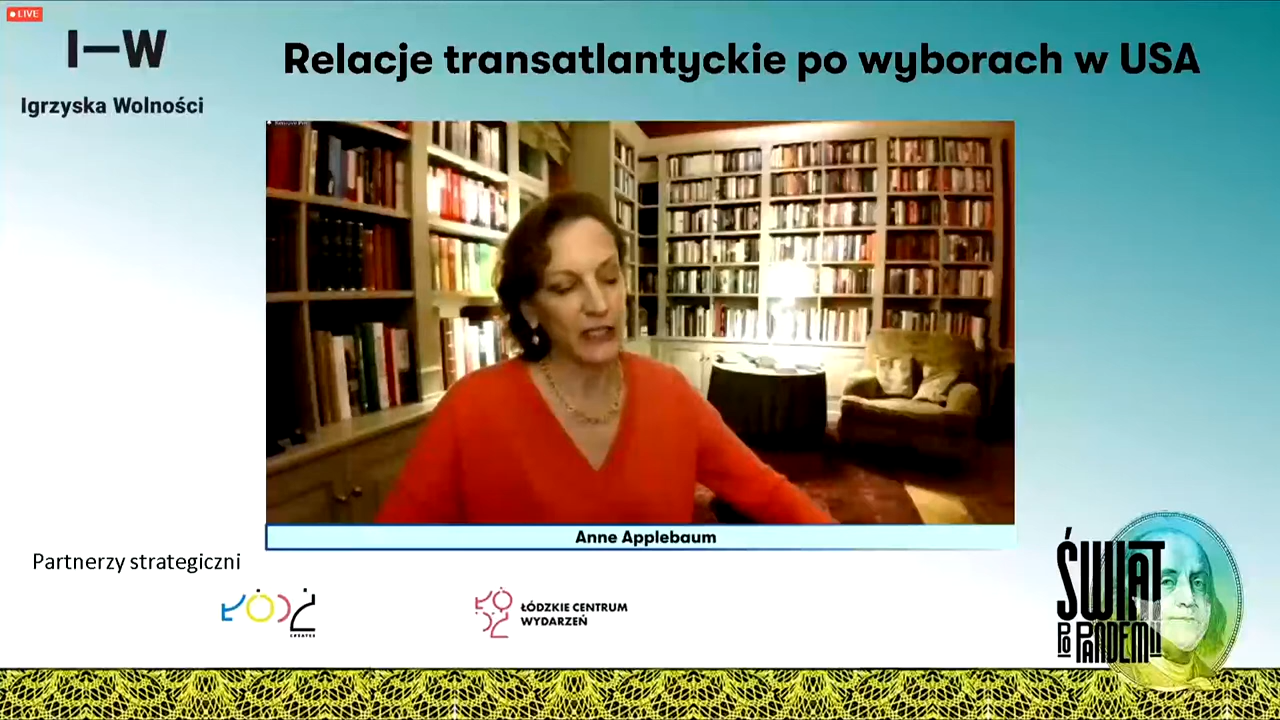 LIVE
I—W
Igrzyska Wolności
Relacje transatlantyckie po wyborach w USA
Anne Applebaum
Partnerzy strategiczni
ŁÓDŹ
ŁÓDŹ
ŁÓDZKIE CENTRUM
WYDARZEŃ
ŚWIAT
PO PANDEMII